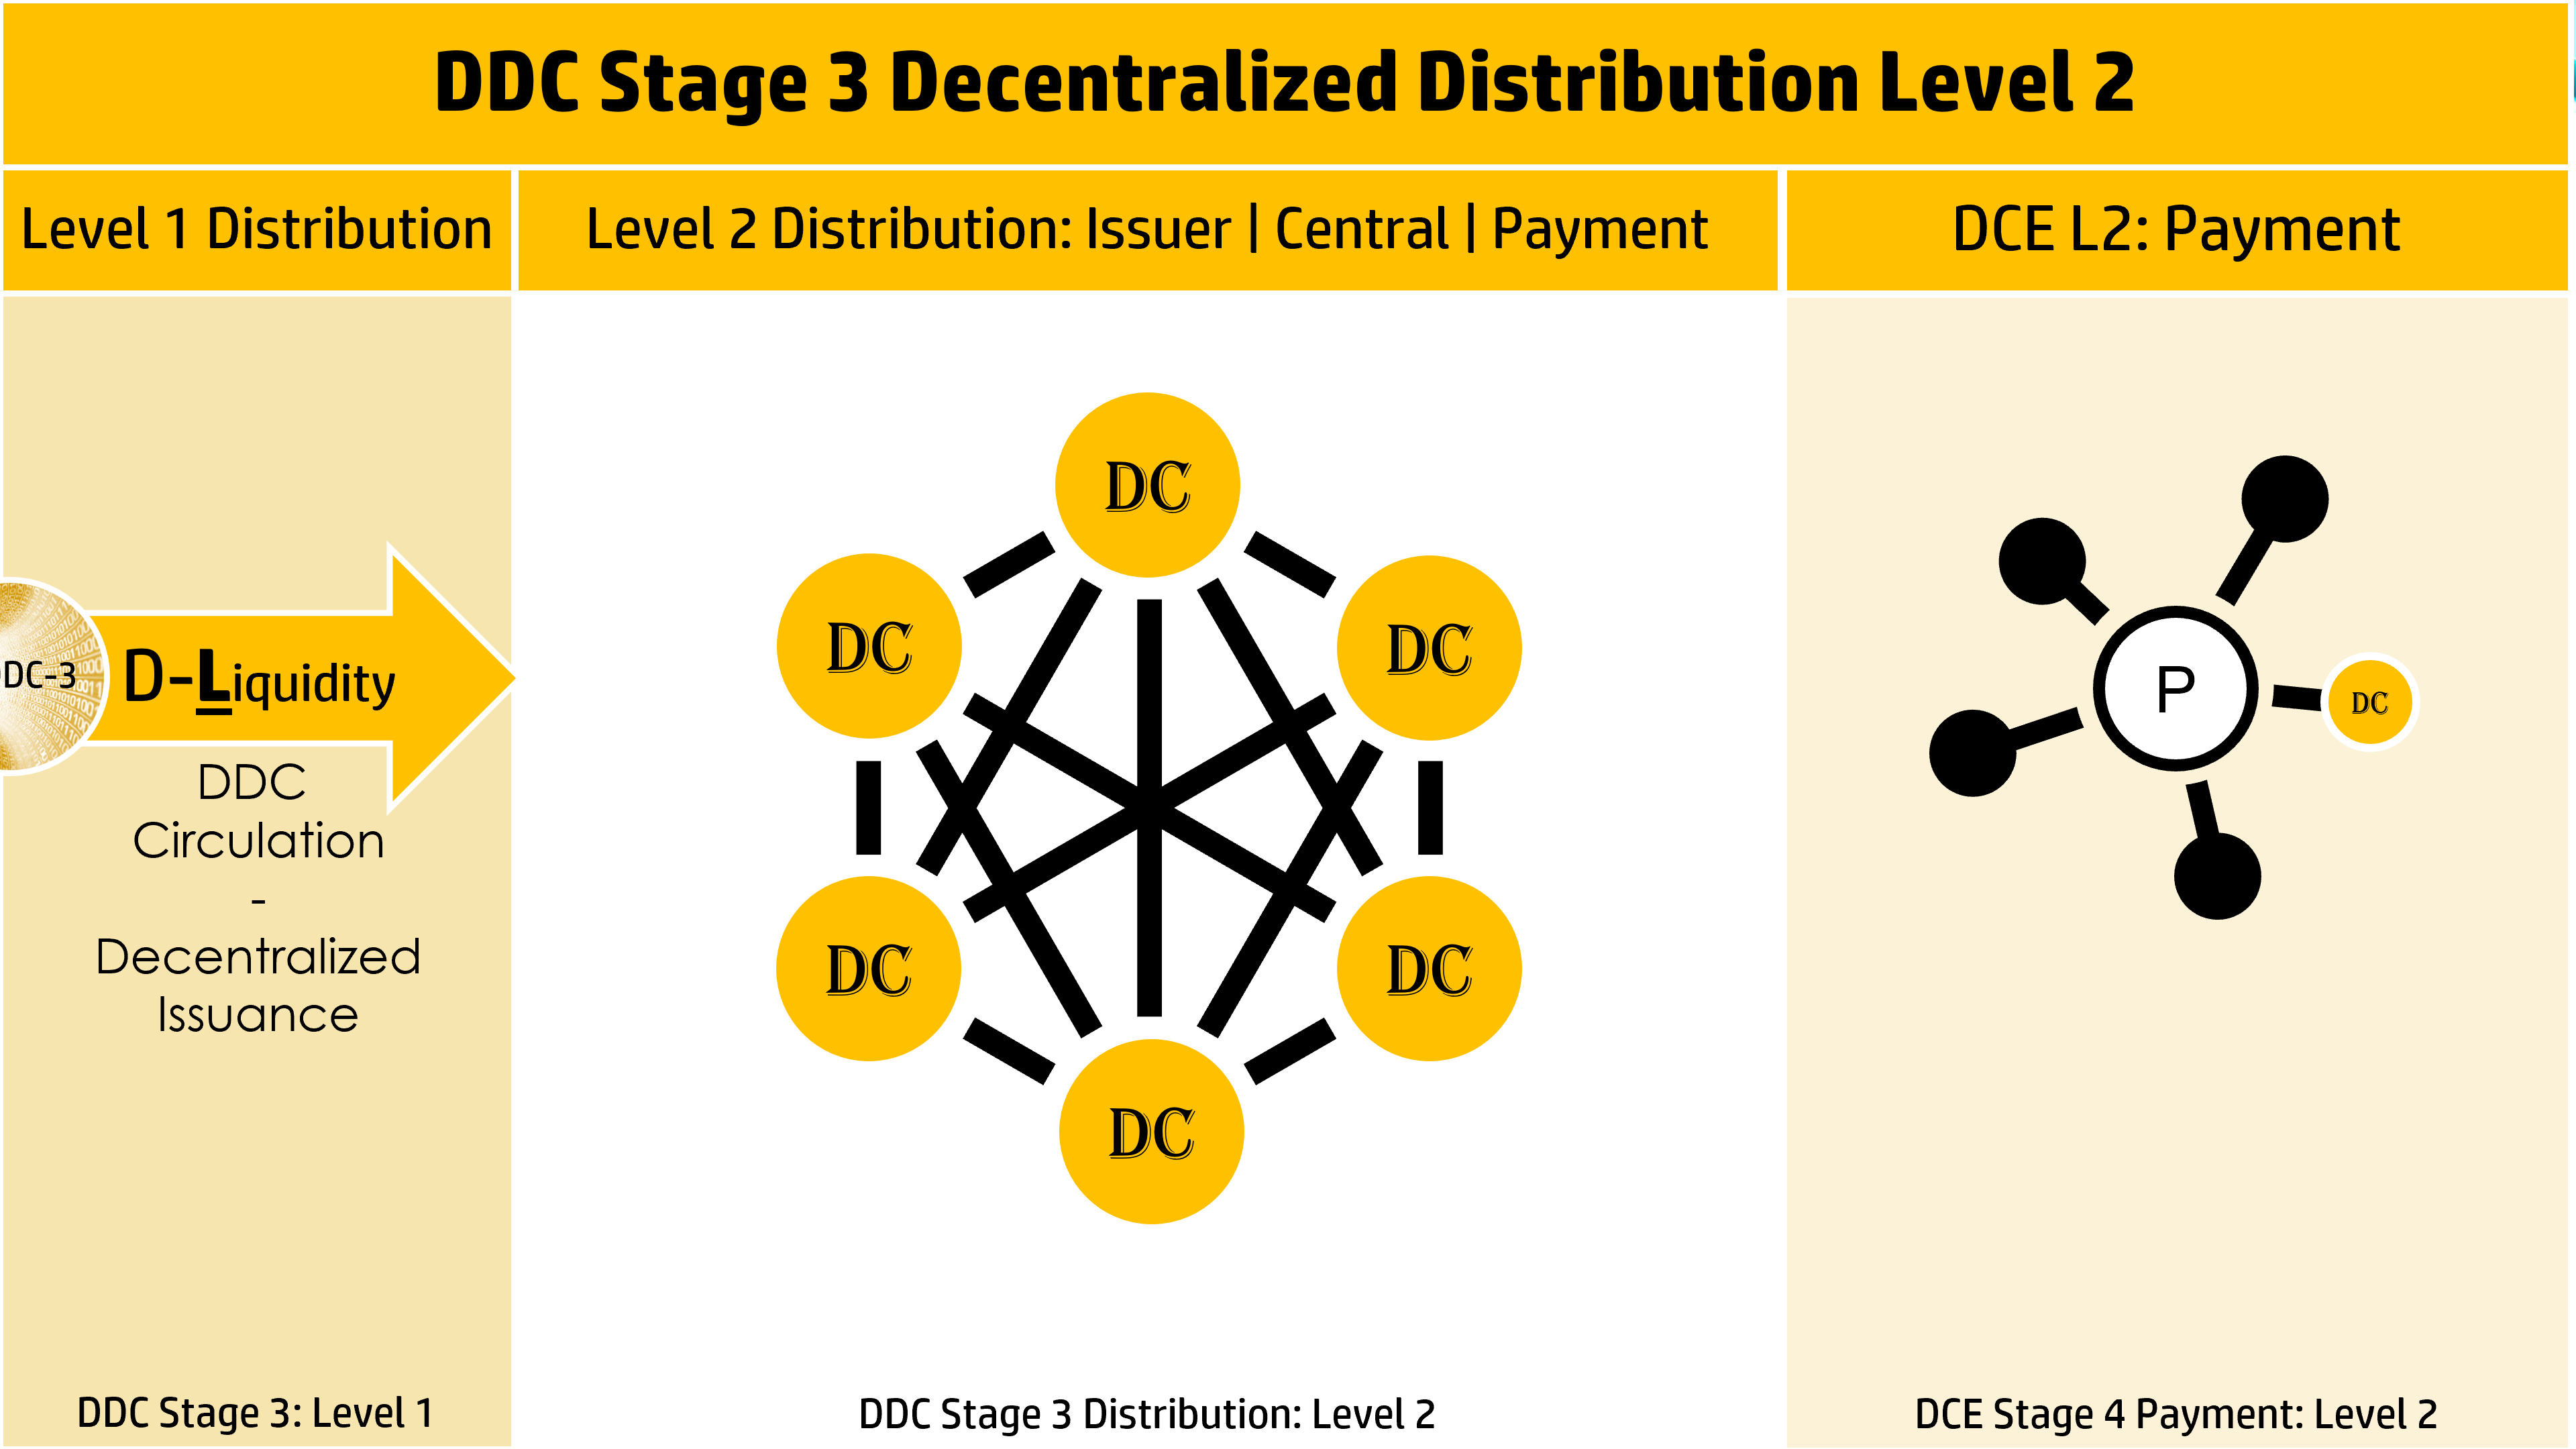 DDC Stage 3 Decentralized Distribution Level 2
Level 1 Distribution
Level 2 Distribution: Issuer | Central | Payment
DCE L2: Payment
DC-3
D-Liquidity
DDC
Circulation
-
Decentralized
Issuance
DC
DC
DC
DC
DC
DC
P
DC
DDC Stage 3: Level 1
DDC Stage 3 Distribution: Level 2
DCE Stage 4 Payment: Level 2